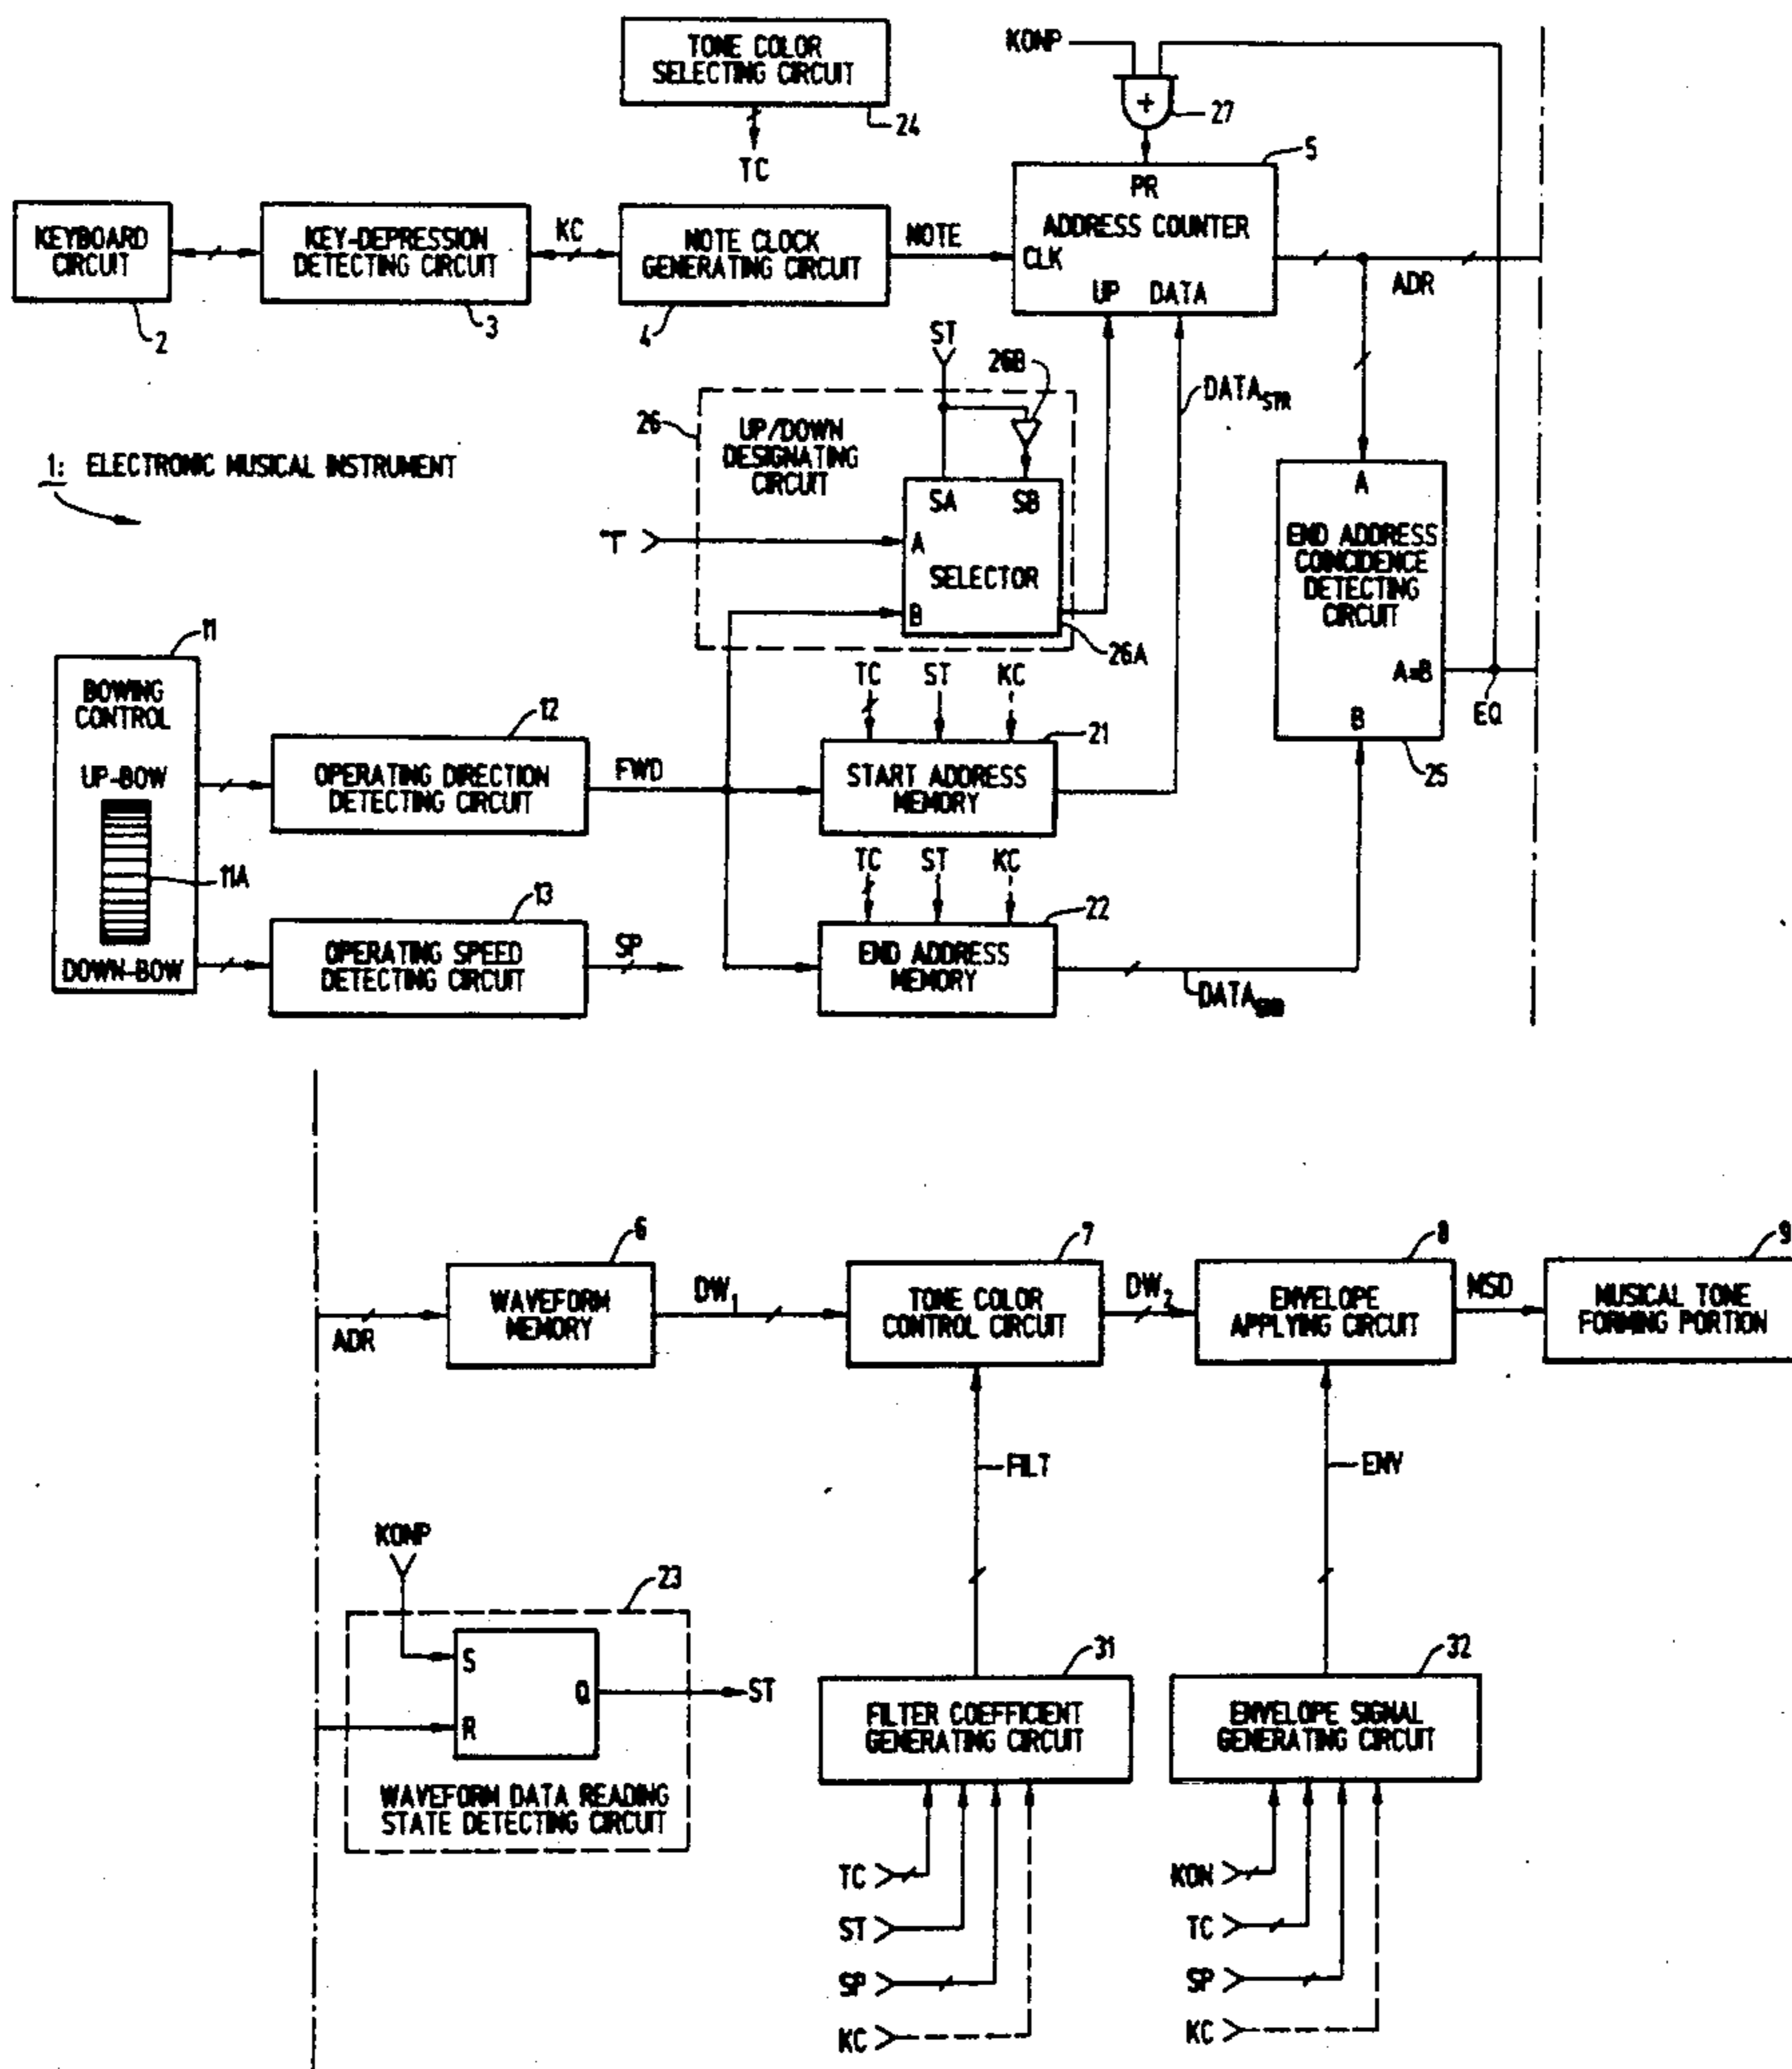 TONE COLOR
SELECTING CIRCUIT
24
TC
KONP
+
27
5
PR
ADDRESS COUNTER
CLK
UP DATA
KEYBOARD
CIRCUIT
2
KEY-DEPRESSION
DETECTING CIRCUIT
3
KC
NOTE CLOCK
GENERATING CIRCUIT
4
NOTE
ADR
ST
26B
26
UP/DOWN
DESIGNATING
CIRCUIT
SA SB
A
SELECTOR
B
26A
DATA STR
1: ELECTRONIC MUSICAL INSTRUMENT
A
END ADDRESS
COINCIDENCE
DETECTING
CIRCUIT
A=B
B
25
EQ
11
BOWING
CONTROL
UP-BOW
11A
DOWN-BOW
12
OPERATING DIRECTION
DETECTING CIRCUIT
FWD
TC ST KC
21
START ADDRESS
MEMORY
13
OPERATING SPEED
DETECTING CIRCUIT
SP
TC ST KC
22
END ADDRESS
MEMORY
DATA
ADR
6
WAVEFORM
MEMORY
DW1
7
TONE COLOR
CONTROL CIRCUIT
DW2
8
ENVELOPE
APPLYING CIRCUIT
MSD
9
MUSICAL TONE
FORMING PORTION
FILT
ENV
KONP
23
S
Q
R
ST
WAVEFORM DATA READING
STATE DETECTING CIRCUIT
31
FILTER COEFFICIENT
GENERATING CIRCUIT
TC
ST
SP
KC
32
ENVELOPE SIGNAL
GENERATING CIRCUIT
KON
TC
SP
KC